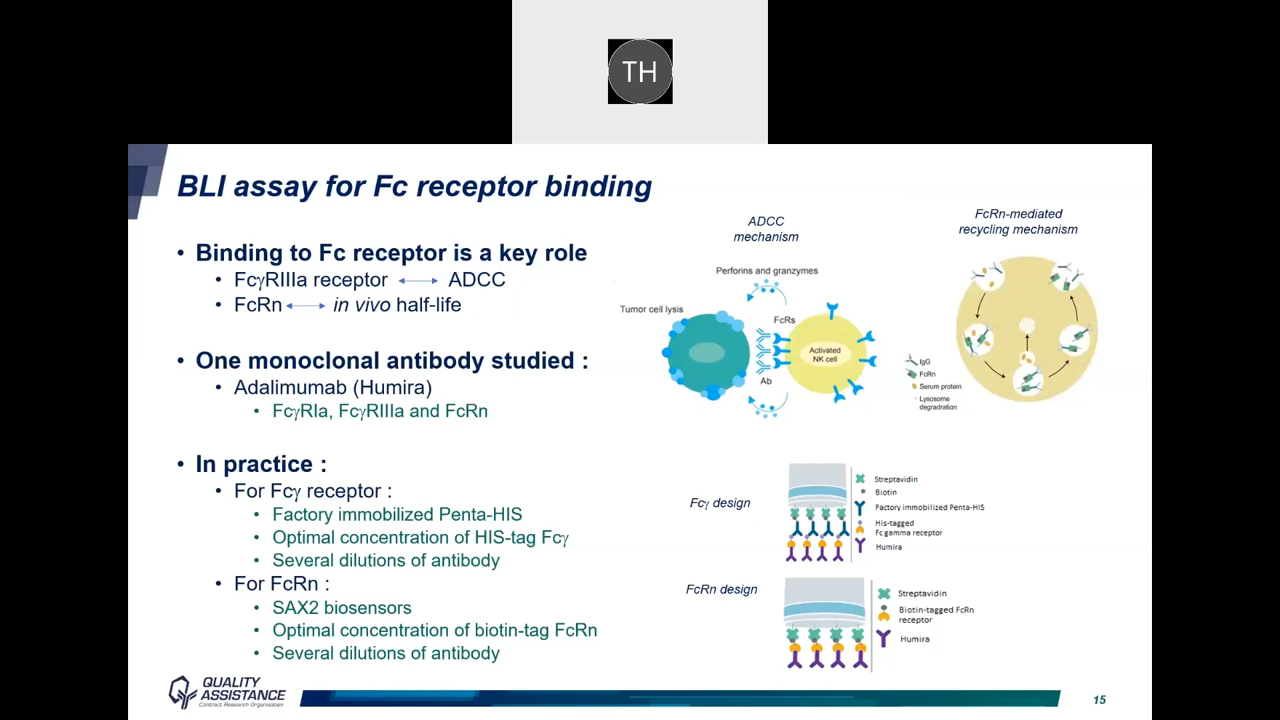 TH
BLI assay for Fc receptor binding
• Binding to Fc receptor is a key role
• FcγRIIIa receptor ⟷ ADCC
• FcRn ⟷ in vivo half-life
• One monoclonal antibody studied :
• Adalimumab (Humira)
• FcγRIa, FcγRIIIa and FcRn
• In practice :
• For Fcγ receptor :
• Factory immobilized Penta-HIS
• Optimal concentration of HIS-tag Fcγ
• Several dilutions of antibody
• For FcRn :
• SAX2 biosensors
• Optimal concentration of biotin-tag FcRn
• Several dilutions of antibody
ADCC
mechanism
Perforins and granzymes
Tumor cell lysis
FcRs
Activated
NK cell
Ab
FcRn-mediated
recycling mechanism
IgG
FcRn
Serum protein
Lysosome
degradation
Fcγ design
Streptavidin
Biotin
Factory immobilized Penta-HIS
His-tagged
Fc gamma receptor
Humira
FcRn design
Streptavidin
Biotin-tagged FcRn
receptor
Humira
QUALITY
ASSISTANCE
Contract Research Organisation
15